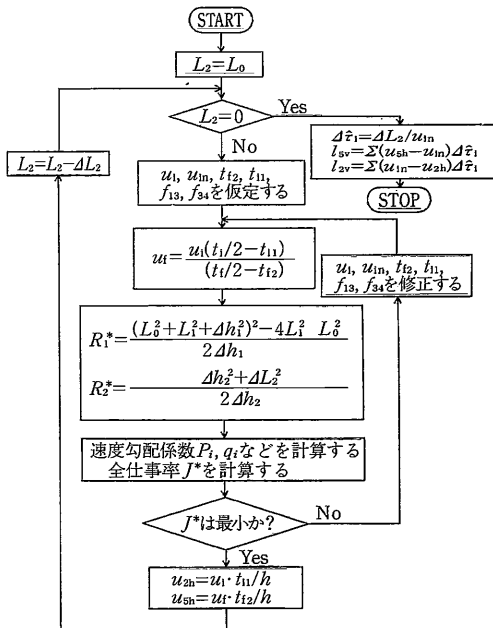 START
L₂=L₀
L₂=0
Yes
No
Δτ̂₁=ΔL₂/u₁ₙ
l₅ᵥ=Σ(u₅ₕ−u₁ₙ)Δτ̂₁
l₂ᵥ=Σ(u₁ₙ−u₂ₕ)Δτ̂₁
STOP
L₂=L₂−ΔL₂
u₁, u₁ₙ, t_f2, t₁₁,
f₁₃, f₃₄を仮定する
u_f=u_i(t_i/2−t₁₁)/(t_f/2−t_f2)
u₁, u₁ₙ, t_f2, t₁₁,
f₁₃, f₃₄を修正する
R₁*=(L₀²+L₁²+Δh₁²)²−4L₁² L₀²/2Δh₁
R₂*=Δh₂²+ΔL₂²/2Δh₂
速度勾配係数P_i, q_iなどを計算する
全仕事率J*を計算する
J*は最小か?
No
Yes
u₂ₕ=u₁·t₁₁/h
u₅ₕ=u_f·t_f2/h